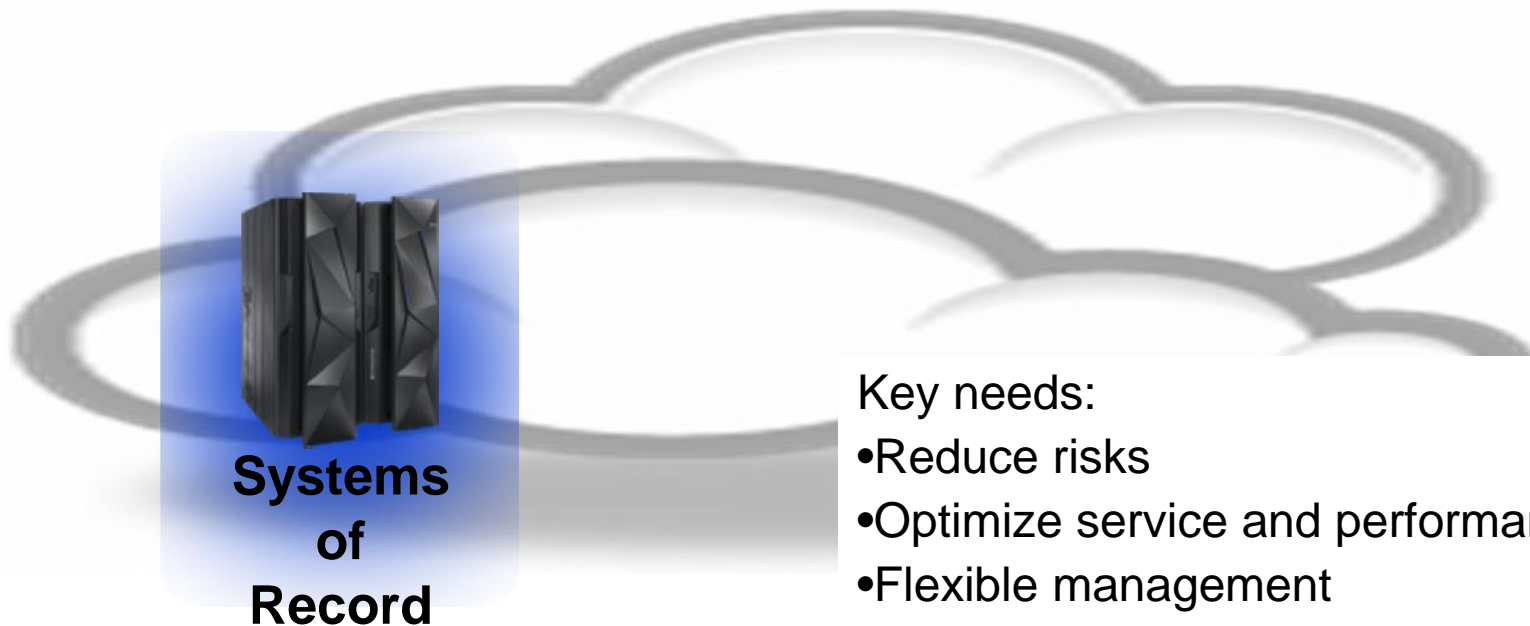 Systems
of
Record
Key needs:
•Reduce risks
•Optimize service and
•Flexible management